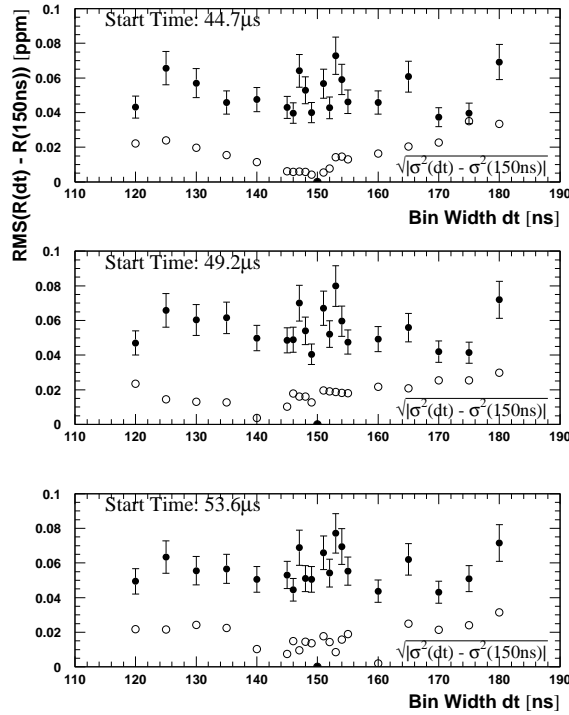 RMS(R(dt) - R(150ns)) [ppm]
0.1
Start Time: 44.7μs
0.08
0.06
0.04
0.02
√|σ²(dt) - σ²(150ns)|
0
110 120 130 140 150 160 170 180 190
Bin Width dt [ns]
0.1
Start Time: 49.2μs
0.08
0.06
0.04
0.02
√|σ²(dt) - σ²(150ns)|
0
110 120 130 140 150 160 170 180 190
Bin Width dt [ns]
0.1
Start Time: 53.6μs
0.08
0.06
0.04
0.02
√|σ²(dt) - σ²(150ns)|
0
110 120 130 140 150 160 170 180 190
Bin Width dt [ns]